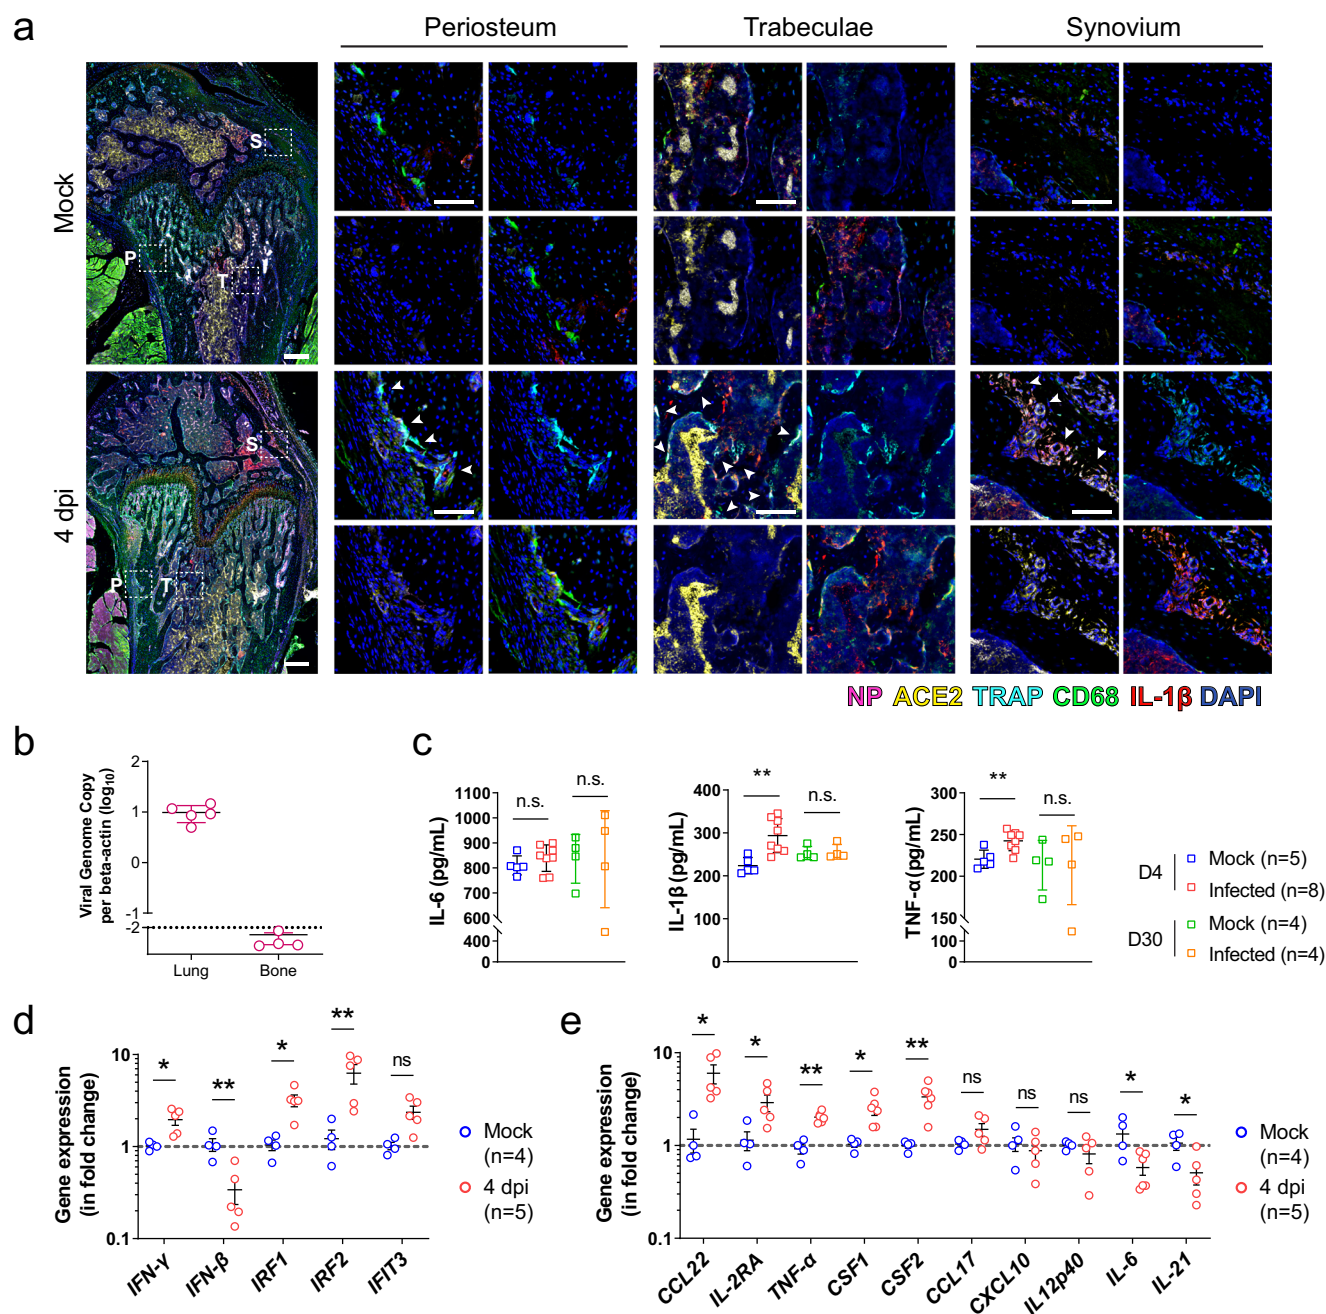 a
Periosteum
Trabeculae
Synovium
Mock
S
P
T
4 dpi
S
P
T
NP ACE2 TRAP CD68 IL-1β DAPI
b
Viral Genome Copy
per beta-actin (log10)
2
1
0
-1
-2
Lung
Bone
c
IL-6 (pg/mL)
1100
1000
900
800
700
600
400
0
n.s.
n.s.
IL-1β (pg/mL)
400
300
200
100
0
**
n.s.
TNF-α (pg/mL)
300
250
200
150
100
0
**
n.s.
D4
Mock (n=5)
Infected (n=8)
D30
Mock (n=4)
Infected (n=4)
d
Gene expression
(in fold change)
10
1
0.1
*
**
*
**
ns
IFN-γ
IFN-β
IRF1
IRF2
IFIT3
Mock
(n=4)
4 dpi
(n=5)
e
Gene expression
(in fold change)
10
1
0.1
*
*
**
*
**
ns
ns
ns
*
*
CCL22
IL-2RA
TNF-α
CSF1
CSF2
CCL17
CXCL10
IL12p40
IL-6
IL-21
Mock
(n=4)
4 dpi
(n=5)